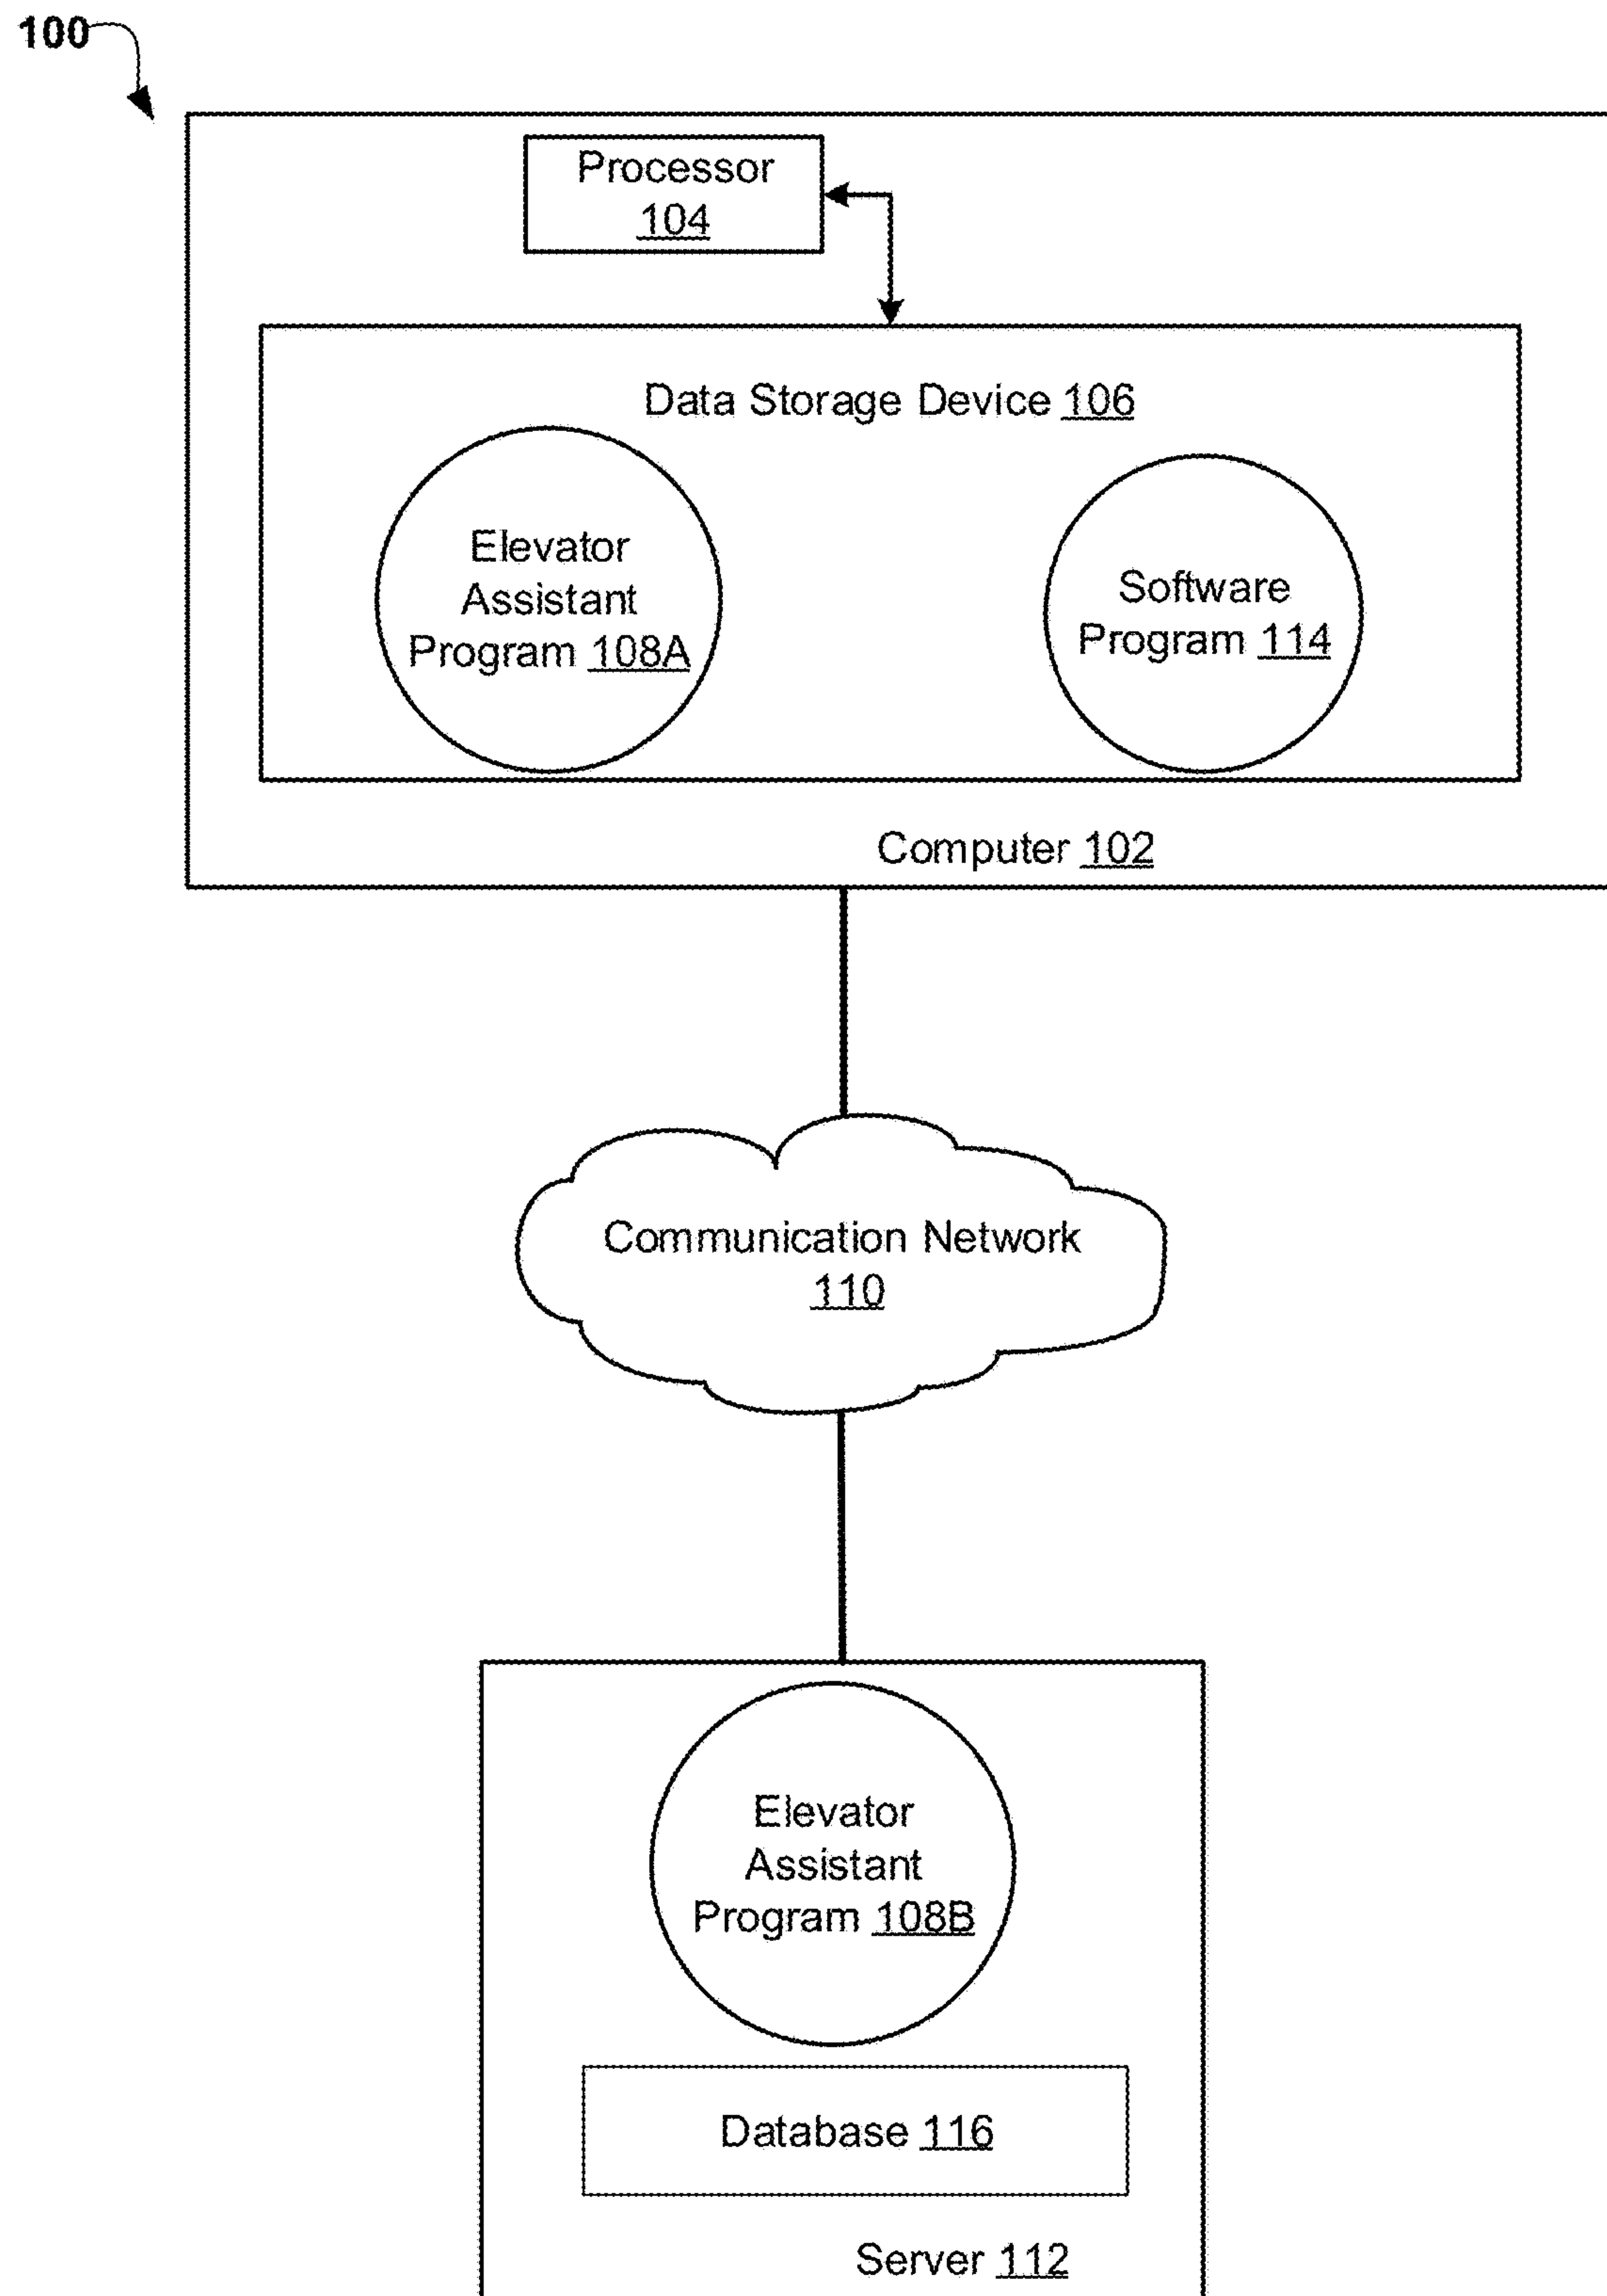 100
Processor
104
Data Storage Device 106
Elevator
Assistant
Program 108A
Software
Program 114
Computer 102
Communication Network
110
Elevator
Assistant
Program 108B
Database 116
Server 112